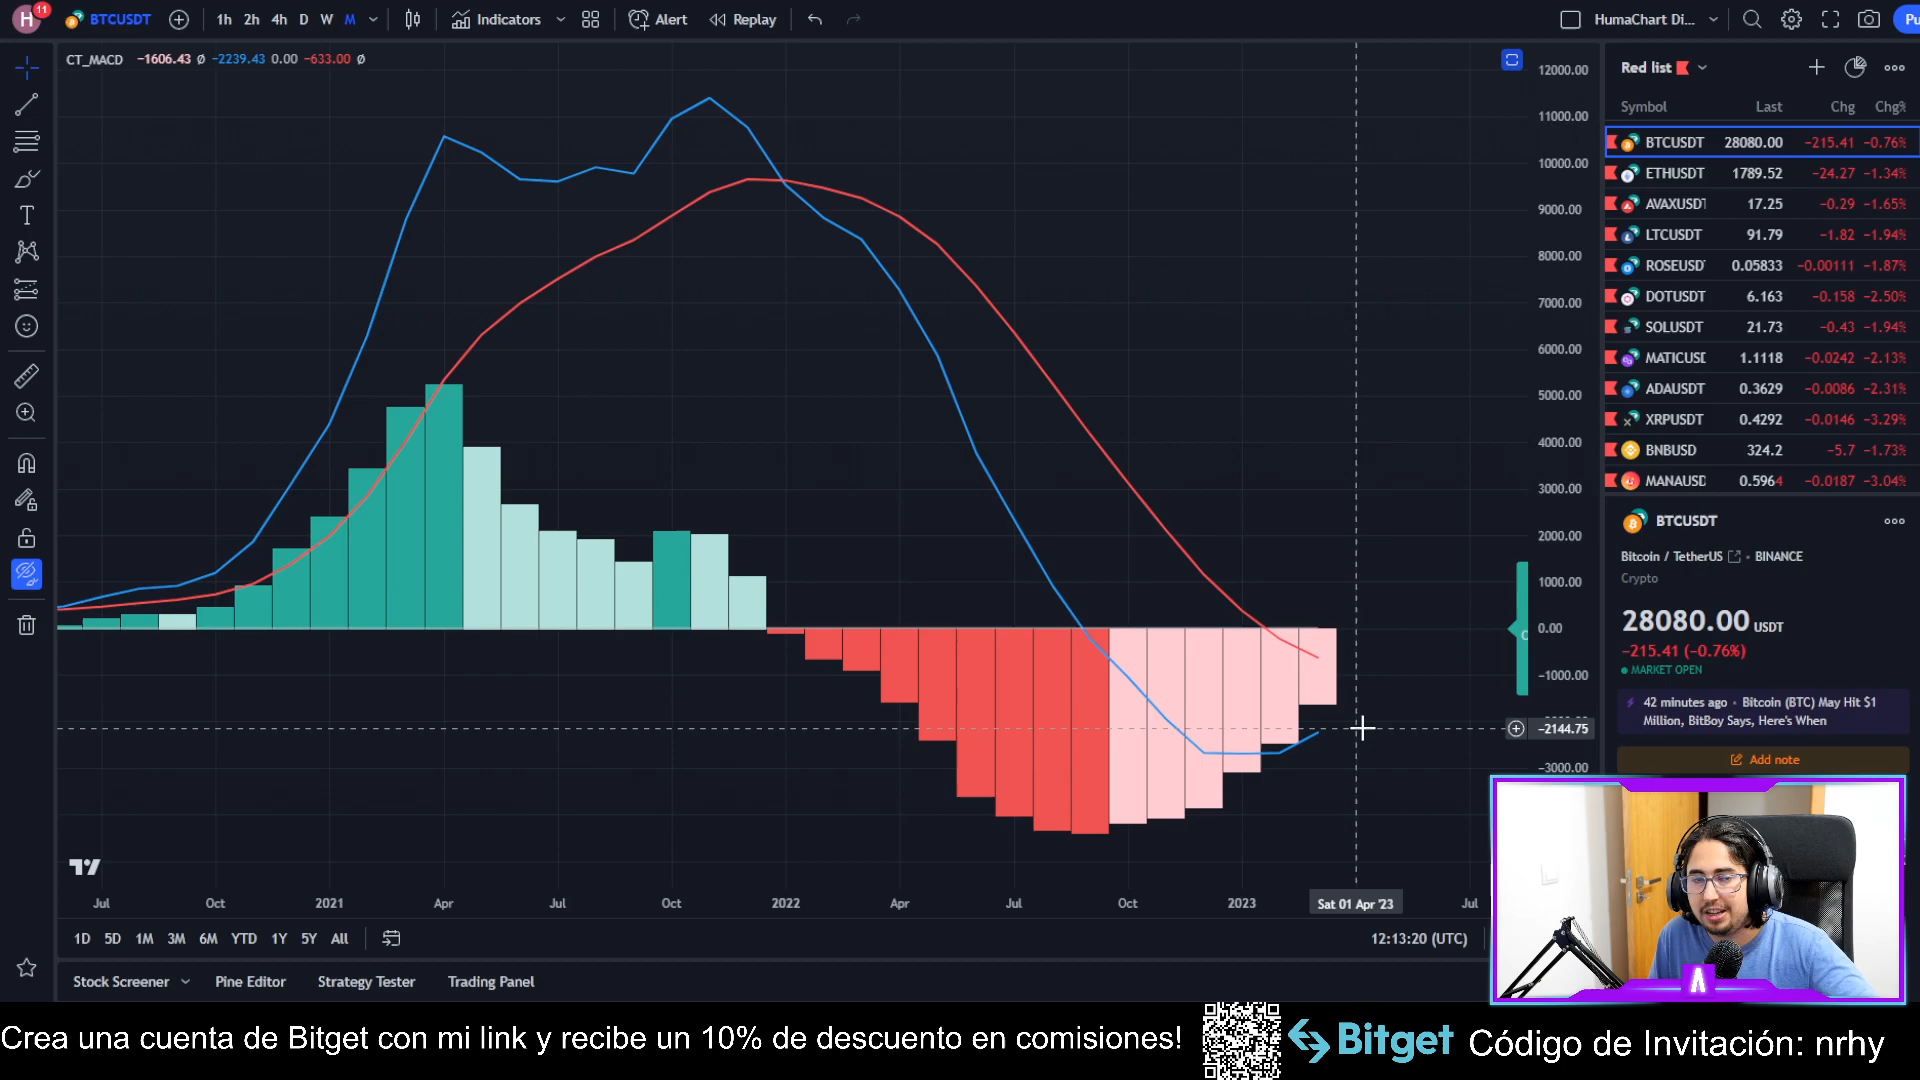 H 11 BTCUSDT 1h 2h 4h D W M Indicators Alert Replay HumaChart Di... Pu
CT_MACD −1606.43 Ø −2239.43 0.00 −633.00 Ø
12000.00
11000.00
10000.00
9000.00
8000.00
7000.00
6000.00
5000.00
4000.00
3000.00
2000.00
1000.00
0.00
−1000.00
−2144.75
−3000.00
Jul Oct 2021 Apr Jul Oct 2022 Apr Jul Oct 2023 Sat 01 Apr '23 Jul
1D 5D 1M 3M 6M YTD 1Y 5Y All 12:13:20 (UTC)
Stock Screener Pine Editor Strategy Tester Trading Panel
Red list
Symbol Last Chg Chg%
BTCUSDT 28080.00 −215.41 −0.76%
ETHUSDT 1789.52 −24.27 −1.34%
AVAXUSDT 17.25 −0.29 −1.65%
LTCUSDT 91.79 −1.82 −1.94%
ROSEUSD 0.05833 −0.00111 −1.87%
DOTUSDT 6.163 −0.158 −2.50%
SOLUSDT 21.73 −0.43 −1.94%
MATICUSD 1.1118 −0.0242 −2.13%
ADAUSDT 0.3629 −0.0086 −2.31%
XRPUSDT 0.4292 −0.0146 −3.29%
BNBUSD 324.2 −5.7 −1.73%
MANAUSD 0.5964 −0.0187 −3.04%
BTCUSDT
Bitcoin / TetherUS • BINANCE
Crypto
28080.00 USDT
−215.41 (−0.76%)
MARKET OPEN
42 minutes ago • Bitcoin (BTC) May Hit $1
Million, BitBoy Says, Here's When
Add note
Crea una cuenta de Bitget con mi link y recibe un 10% de descuento en comisiones! Bitget Código de Invitación: nrhy